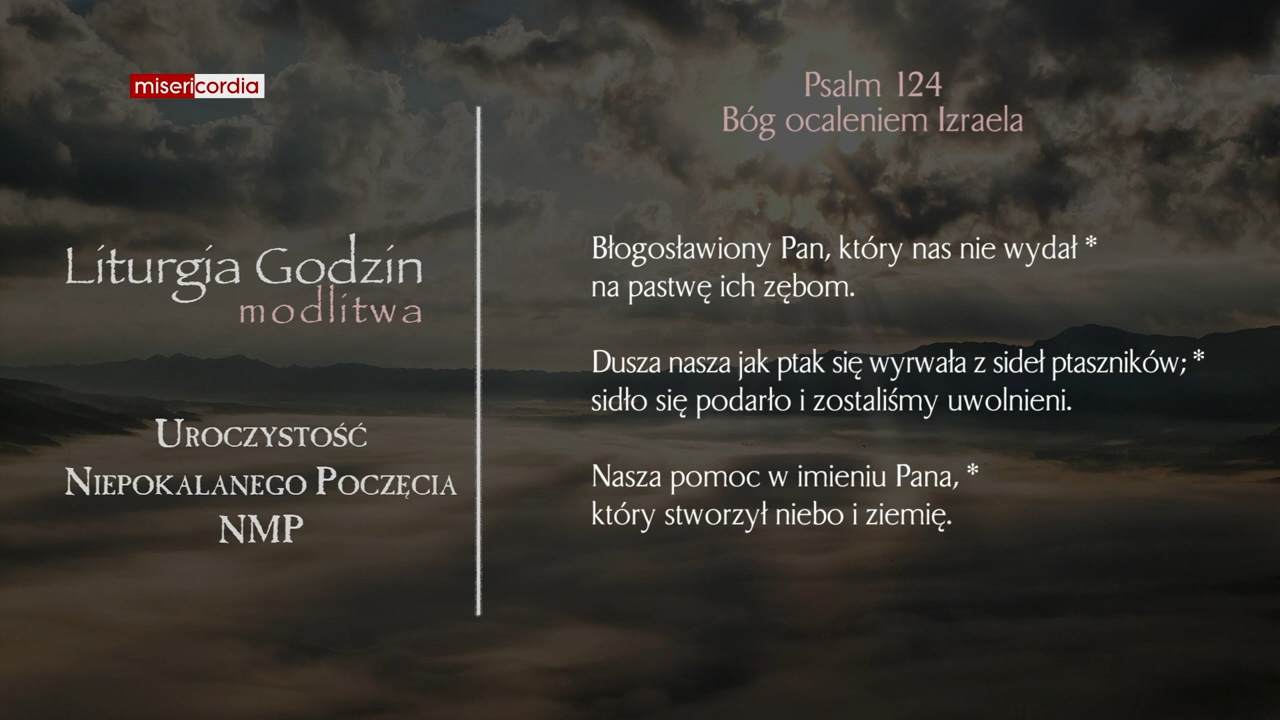 misericordia
Liturgia Godzin
modlitwa
Uroczystość
Niepokalanego Poczęcia
NMP
Psalm 124
Bóg ocaleniem Izraela
Błogosławiony Pan, który nas nie wydał *
na pastwę ich zębom.
Dusza nasza jak ptak się wyrwała z sideł ptaszników; *
sidło się podarło i zostaliśmy uwolnieni.
Nasza pomoc w imieniu Pana, *
który stworzył niebo i ziemię.